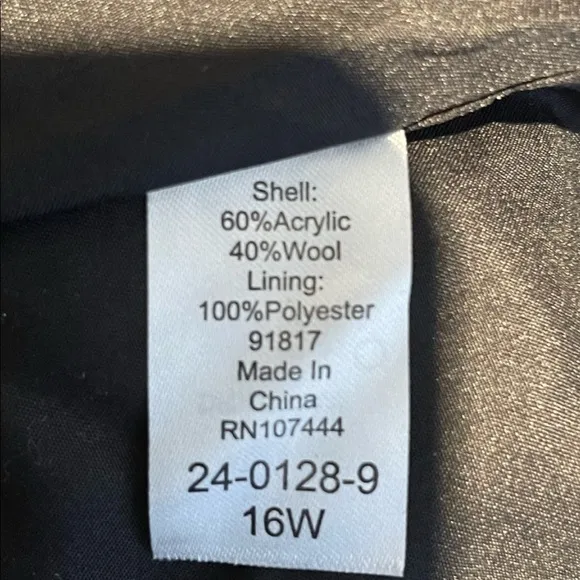 Shell:
60%Acrylic
40%Wool
Lining:
100%Polyester
91817
Made In
China
RN107444
24-0128-9
16W